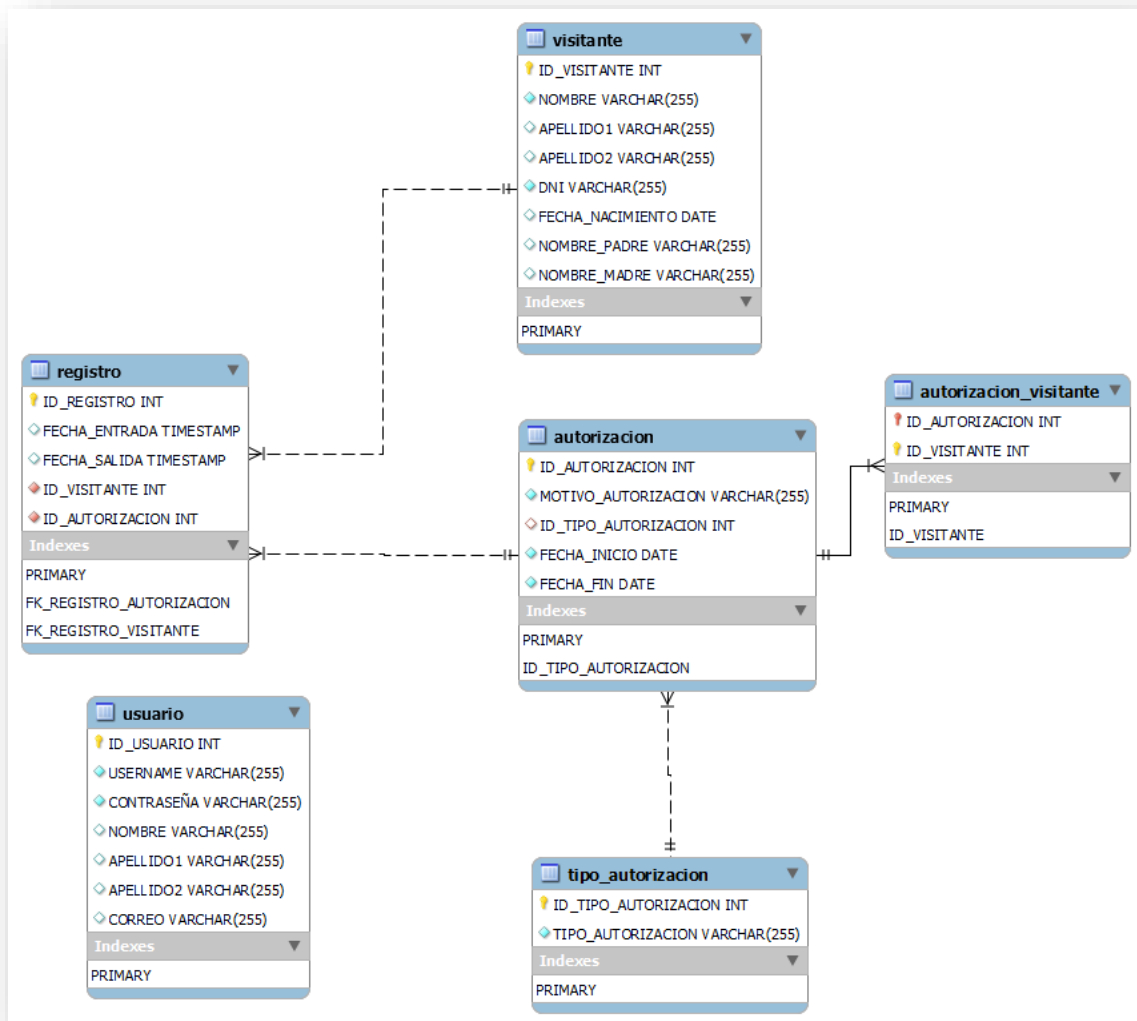 visitante
ID_VISITANTE INT
NOMBRE VARCHAR(255)
APELLIDO1 VARCHAR(255)
APELLIDO2 VARCHAR(255)
DNI VARCHAR(255)
FECHA_NACIMIENTO DATE
NOMBRE_PADRE VARCHAR(255)
NOMBRE_MADRE VARCHAR(255)
Indexes
PRIMARY
registro
ID_REGISTRO INT
FECHA_ENTRADA TIMESTAMP
FECHA_SALIDA TIMESTAMP
ID_VISITANTE INT
ID_AUTORIZACION INT
Indexes
PRIMARY
FK_REGISTRO_AUTORIZACION
FK_REGISTRO_VISITANTE
autorizacion
ID_AUTORIZACION INT
MOTIVO_AUTORIZACION VARCHAR(255)
ID_TIPO_AUTORIZACION INT
FECHA_INICIO DATE
FECHA_FIN DATE
Indexes
PRIMARY
ID_TIPO_AUTORIZACION
autorizacion_visitante
ID_AUTORIZACION INT
ID_VISITANTE INT
Indexes
PRIMARY
ID_VISITANTE
usuario
ID_USUARIO INT
USERNAME VARCHAR(255)
CONTRASEÑA VARCHAR(255)
NOMBRE VARCHAR(255)
APELLIDO1 VARCHAR(255)
APELLIDO2 VARCHAR(255)
CORREO VARCHAR(255)
Indexes
PRIMARY
tipo_autorizacion
ID_TIPO_AUTORIZACION INT
TIPO_AUTORIZACION VARCHAR(255)
Indexes
PRIMARY